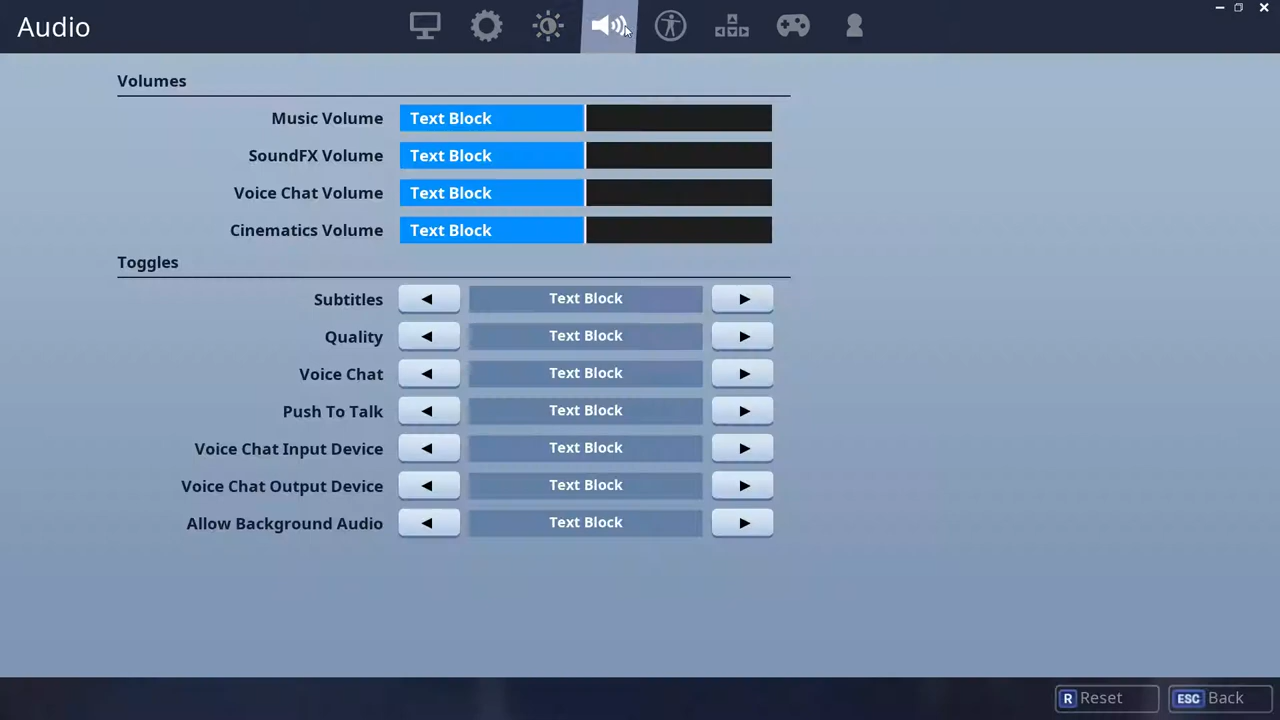 Audio
Volumes
Music Volume Text Block
SoundFX Volume Text Block
Voice Chat Volume Text Block
Cinematics Volume Text Block
Toggles
Subtitles ◄ Text Block ►
Quality ◄ Text Block ►
Voice Chat ◄ Text Block ►
Push To Talk ◄ Text Block ►
Voice Chat Input Device ◄ Text Block ►
Voice Chat Output Device ◄ Text Block ►
Allow Background Audio ◄ Text Block ►
R Reset ESC Back